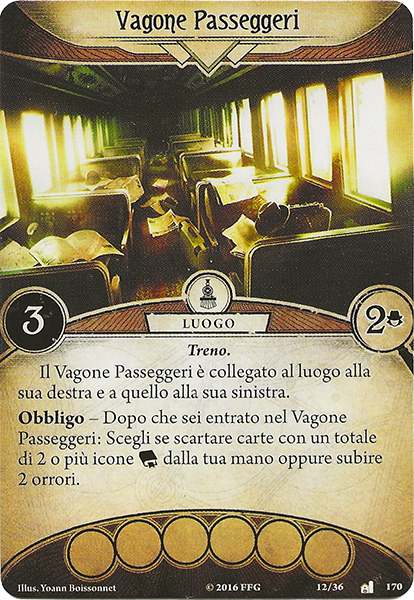 Vagone Passeggeri
3
LUOGO
2
Treno.
Il Vagone Passeggeri è collegato al luogo alla
sua destra e a quello alla sua sinistra.
Obbligo – Dopo che sei entrato nel Vagone
Passeggeri: Scegli se scartare carte con un totale
di 2 o più icone dalla tua mano oppure subire
2 orrori.
Illus. Yoann Boissonnet © 2016 FFG 12/36 170